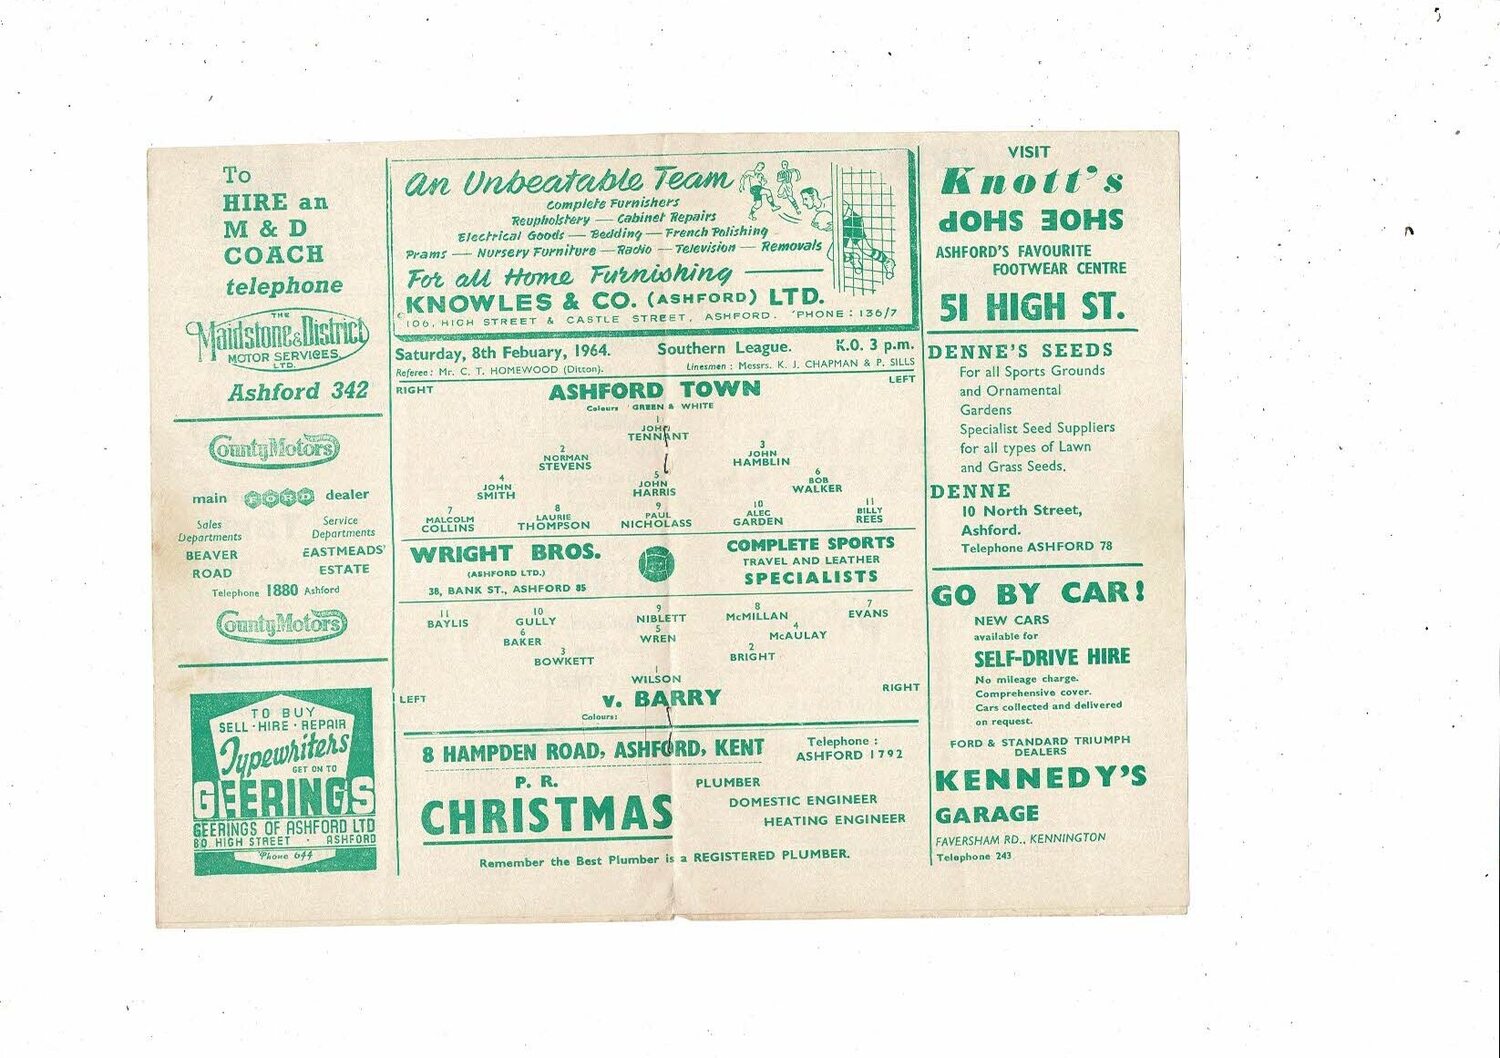 To
HIRE an
M & D
COACH
telephone
THE
Maidstone & District
MOTOR SERVICES
LTD.
Ashford 342
County Motors
main FORD dealer
Sales
Departments
BEAVER
ROAD
Service
Departments
EASTMEADS'
ESTATE
Telephone 1880 Ashford
County Motors
TO BUY
SELL · HIRE · REPAIR
Typewriters
GET ON TO
GEERINGS
GEERINGS OF ASHFORD LTD
80 HIGH STREET · ASHFORD
'Phone 644
An Unbeatable Team
Complete Furnishers
Reupholstery — Cabinet Repairs
Electrical Goods — Bedding — French Polishing
Prams — Nursery Furniture — Radio — Television — Removals
For all Home Furnishing
KNOWLES & CO. (ASHFORD) LTD.
106, HIGH STREET & CASTLE STREET, ASHFORD. 'PHONE : 136/7
Saturday, 8th Febuary, 1964. Southern League. K.O. 3 p.m.
Referee : Mr. C. T. HOMEWOOD (Ditton). Linesmen : Messrs. K. J. CHAPMAN & P. SILLS
RIGHT ASHFORD TOWN LEFT
Colours GREEN & WHITE
1
JOHN
TENNANT
2 3
NORMAN JOHN
STEVENS HAMBLIN
4 5 6
JOHN JOHN BOB
SMITH HARRIS WALKER
7 8 9 10 11
MALCOLM LAURIE PAUL ALEC BILLY
COLLINS THOMPSON NICHOLASS GARDEN REES
WRIGHT BROS.
(ASHFORD LTD.)
38, BANK ST., ASHFORD 85
COMPLETE SPORTS
TRAVEL AND LEATHER
SPECIALISTS
11 10 9 8 7
BAYLIS GULLY NIBLETT McMILLAN EVANS
6 5 4
BAKER WREN McAULAY
3 2
BOWKETT BRIGHT
1
WILSON
LEFT v. BARRY RIGHT
Colours:
8 HAMPDEN ROAD, ASHFORD, KENT
Telephone :
ASHFORD 1792
P. R.
CHRISTMAS
PLUMBER
DOMESTIC ENGINEER
HEATING ENGINEER
Remember the Best Plumber is a REGISTERED PLUMBER.
VISIT
Knott's
SHOE SHOP
ASHFORD'S FAVOURITE
FOOTWEAR CENTRE
51 HIGH ST.
DENNE'S SEEDS
For all Sports Grounds
and Ornamental
Gardens
Specialist Seed Suppliers
for all types of Lawn
and Grass Seeds.
DENNE
10 North Street,
Ashford.
Telephone ASHFORD 78
GO BY CAR!
NEW CARS
available for
SELF-DRIVE HIRE
No mileage charge.
Comprehensive cover.
Cars collected and delivered
on request.
FORD & STANDARD TRIUMPH
DEALERS
KENNEDY'S
GARAGE
FAVERSHAM RD., KENNINGTON
Telephone 243